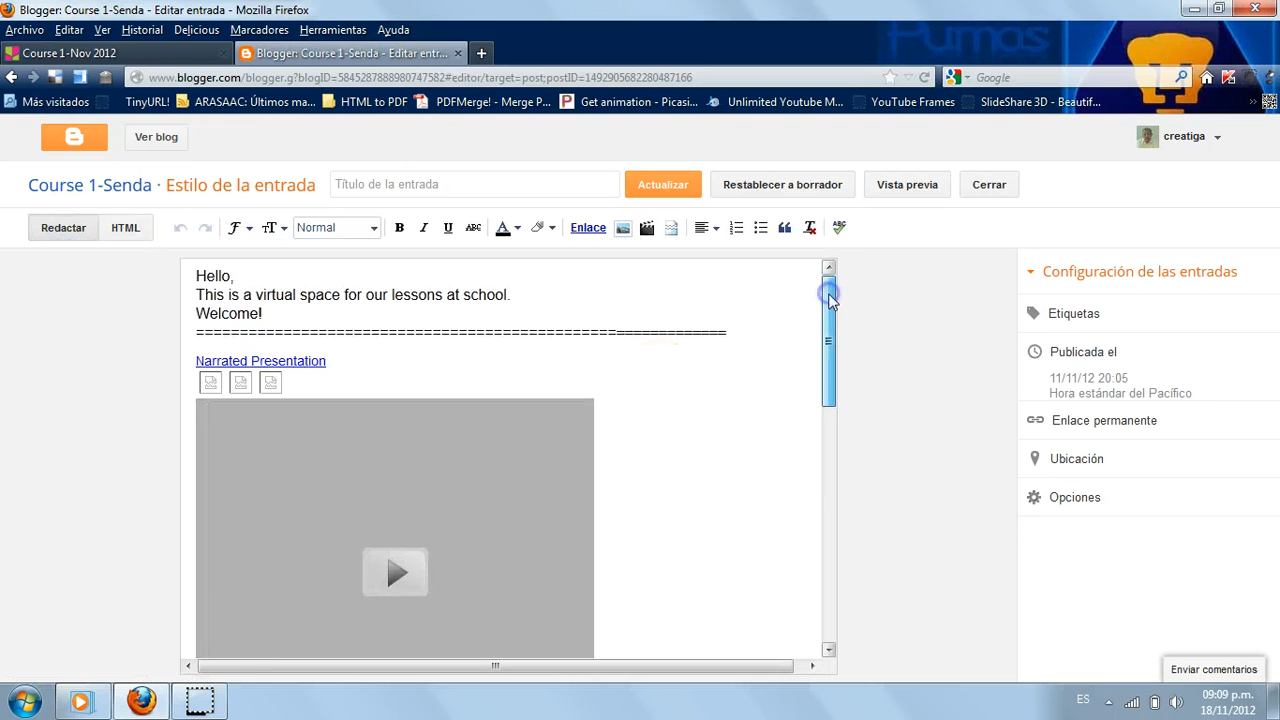 Blogger: Course 1-Senda - Editar entrada - Mozilla Firefox
Archivo Editar Ver Historial Delicious Marcadores Herramientas Ayuda
Course 1-Nov 2012 Blogger: Course 1-Senda - Editar entr...
www.blogger.com/blogger.g?blogID=5845287888980747582#editor/target=post;postID=1492905682280487166 Google
Más visitados TinyURL! ARASAAC: Últimos ma... HTML to PDF PDFMerge! - Merge P... Get animation - Picasi... Unlimited Youtube M... YouTube Frames SlideShare 3D - Beautif...
Ver blog creatiga
Course 1-Senda · Estilo de la entrada Título de la entrada Actualizar Restablecer a borrador Vista previa Cerrar
Redactar HTML Normal B I U ABC A Enlace
Hello,
This is a virtual space for our lessons at school.
Welcome!
=============================================================
Narrated Presentation
Configuración de las entradas
Etiquetas
Publicada el
11/11/12 20:05
Hora estándar del Pacífico
Enlace permanente
Ubicación
Opciones
Enviar comentarios
ES 09:09 p.m.
18/11/2012